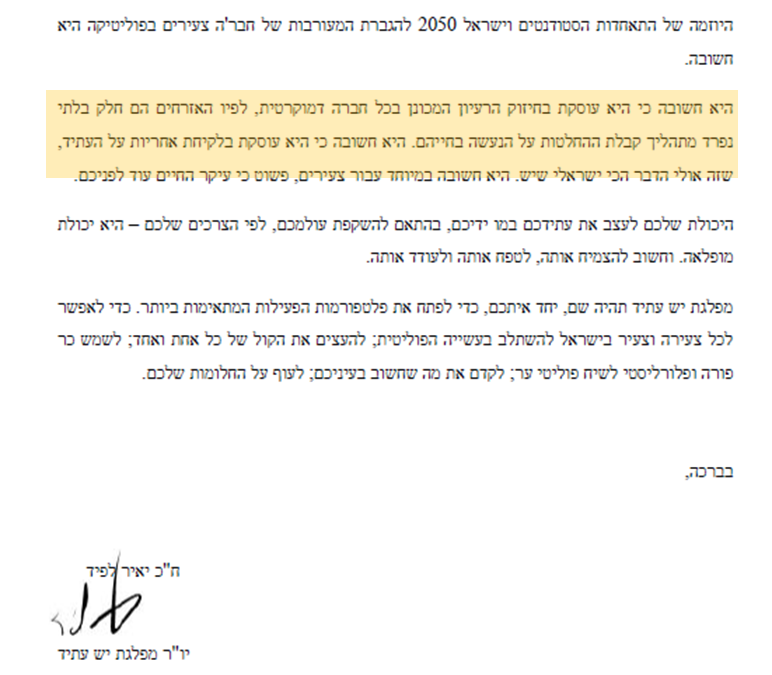 היוזמה של התאחדות הסטודנטים וישראל 2050 להגברת המעורבות של חבר'ה צעירים בפוליטיקה היא
חשובה.
היא חשובה כי היא עוסקת בחיזוק הרעיון המכונן בכל חברה דמוקרטית, לפיו האזרחים הם חלק בלתי
נפרד מתהליך קבלת ההחלטות על הנעשה בחייהם. היא חשובה כי היא עוסקת בלקיחת אחריות על העתיד,
שזה אולי הדבר הכי ישראלי שיש. היא חשובה במיוחד עבור צעירים, פשוט כי עיקר החיים עוד לפניכם.
היכולת שלכם לעצב את עתידכם במו ידיכם, בהתאם להשקפת עולמכם, לפי הצרכים שלכם – היא יכולת
מופלאה. וחשוב להצמיח אותה, לטפח אותה ולעודד אותה.
מפלגת יש עתיד תהיה שם, יחד איתכם, כדי לפתח את פלטפורמות הפעילות המתאימות ביותר. כדי לאפשר
לכל צעירה וצעיר בישראל להשתלב בעשייה הפוליטית; להעצים את הקול של כל אחת ואחד; לשמש כר
פורה ופלורליסטי לשיח פוליטי ער; לקדם את מה שחשוב בעיניכם; לעוף על החלומות שלכם.
בברכה,
ח"כ יאיר לפיד
יו"ר מפלגת יש עתיד